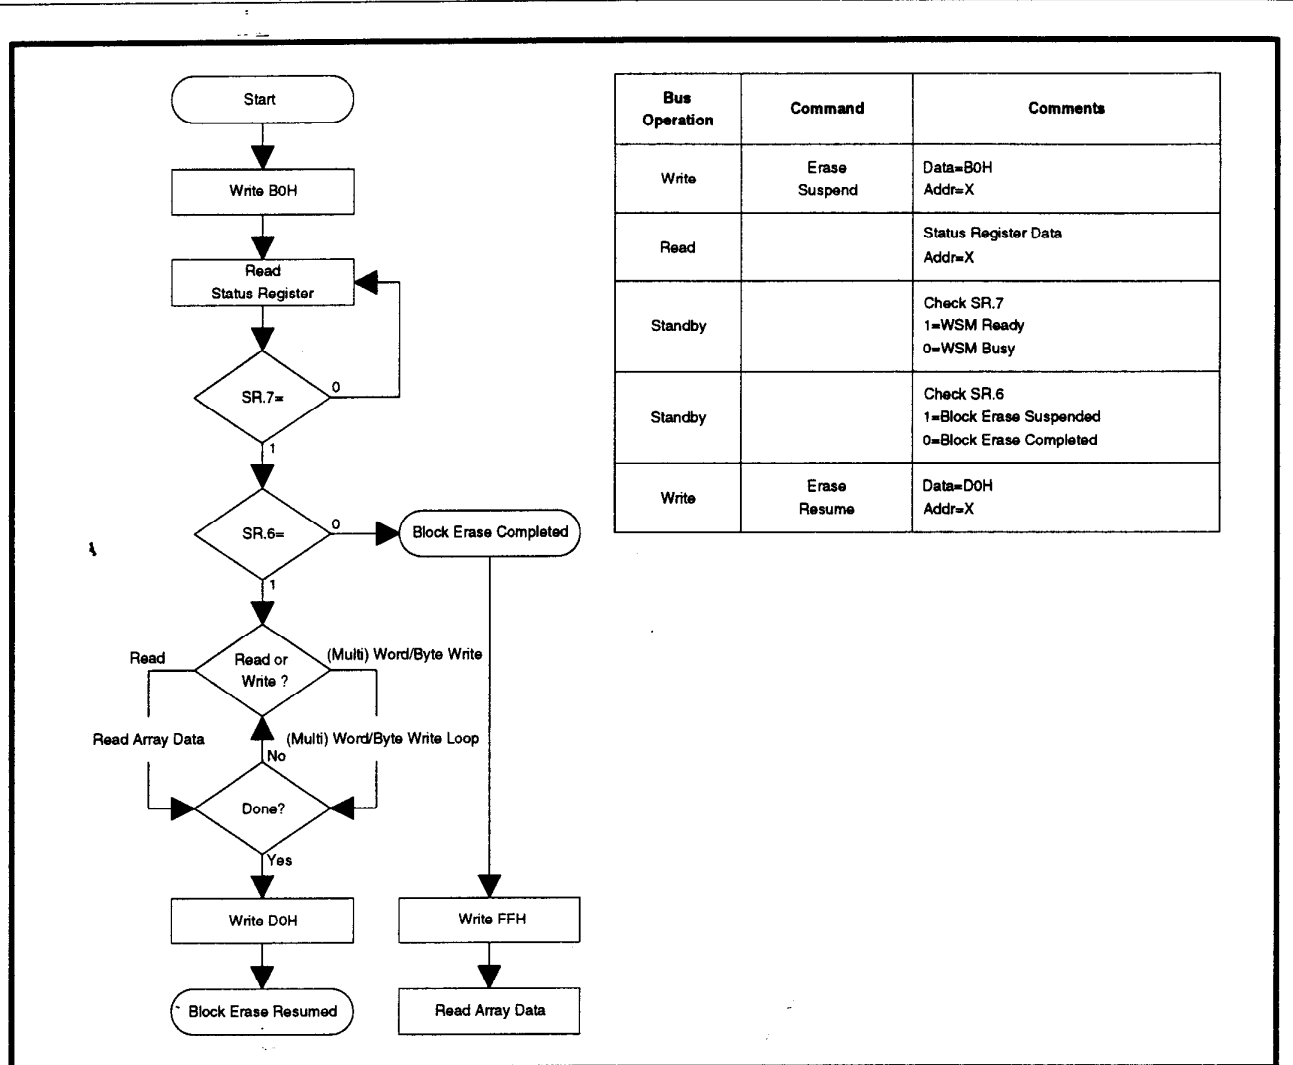 Start
Write B0H
Read
Status Register
SR.7=
0
1
SR.6=
0
Block Erase Completed
1
Read
Read or
Write ?
(Multi) Word/Byte Write
Read Array Data
(Multi) Word/Byte Write Loop
No
Done?
Yes
Write D0H
Write FFH
Block Erase Resumed
Read Array Data
Bus
Operation
Command
Comments
Write
Erase
Suspend
Data=B0H
Addr=X
Read
Status Register Data
Addr=X
Standby
Check SR.7
1=WSM Ready
0=WSM Busy
Standby
Check SR.6
1=Block Erase Suspended
0=Block Erase Completed
Write
Erase
Resume
Data=D0H
Addr=X